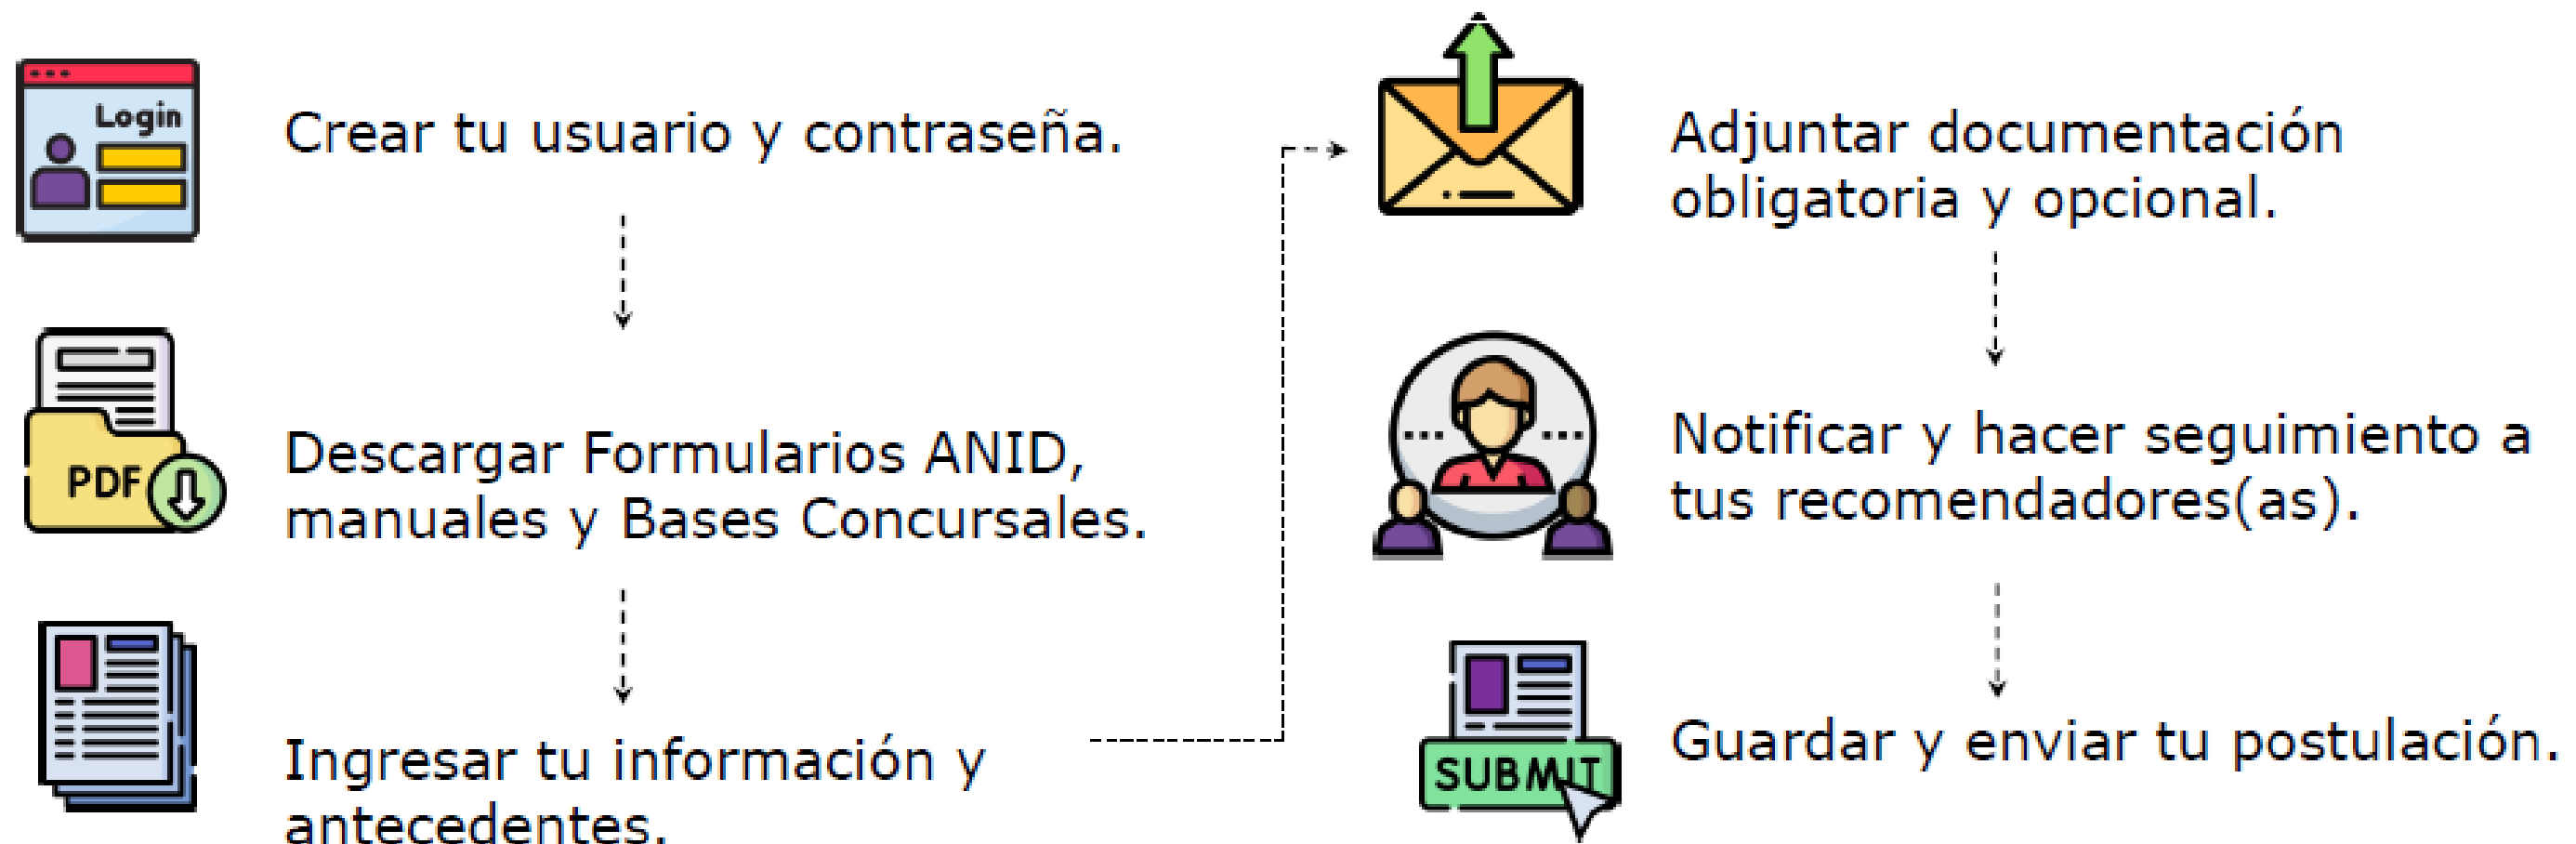 Login
Crear tu usuario y contraseña.
PDF
Descargar Formularios ANID,
manuales y Bases Concursales.
Ingresar tu información y
antecedentes.
Adjuntar documentación
obligatoria y opcional.
Notificar y hacer seguimiento a
tus recomendadores(as).
SUBMIT
Guardar y enviar tu postulación.